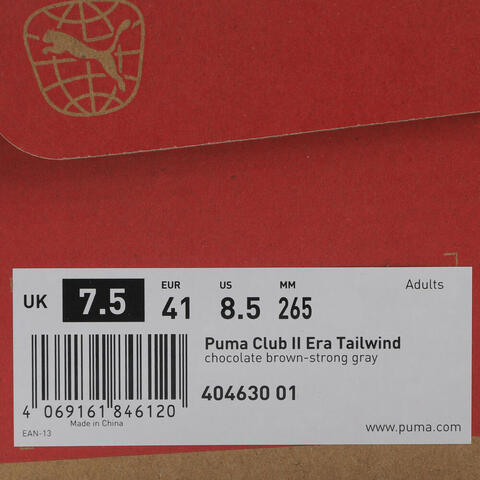 Adults
EUR US MM
UK 7.5 41 8.5 265
Puma Club II Era Tailwind
chocolate brown-strong gray
404630 01
4 069161 846120
Made in China
EAN-13
www.puma.com